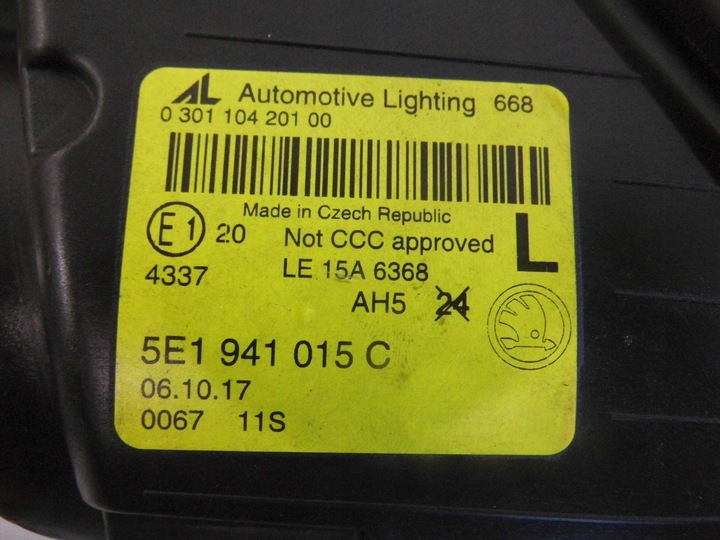 AL Automotive Lighting 668
0 301 104 201 00
Made in Czech Republic
E1 20 Not CCC approved L
4337 LE 15A 6368
AH5 24
5E1 941 015 C
06.10.17
0067 11S